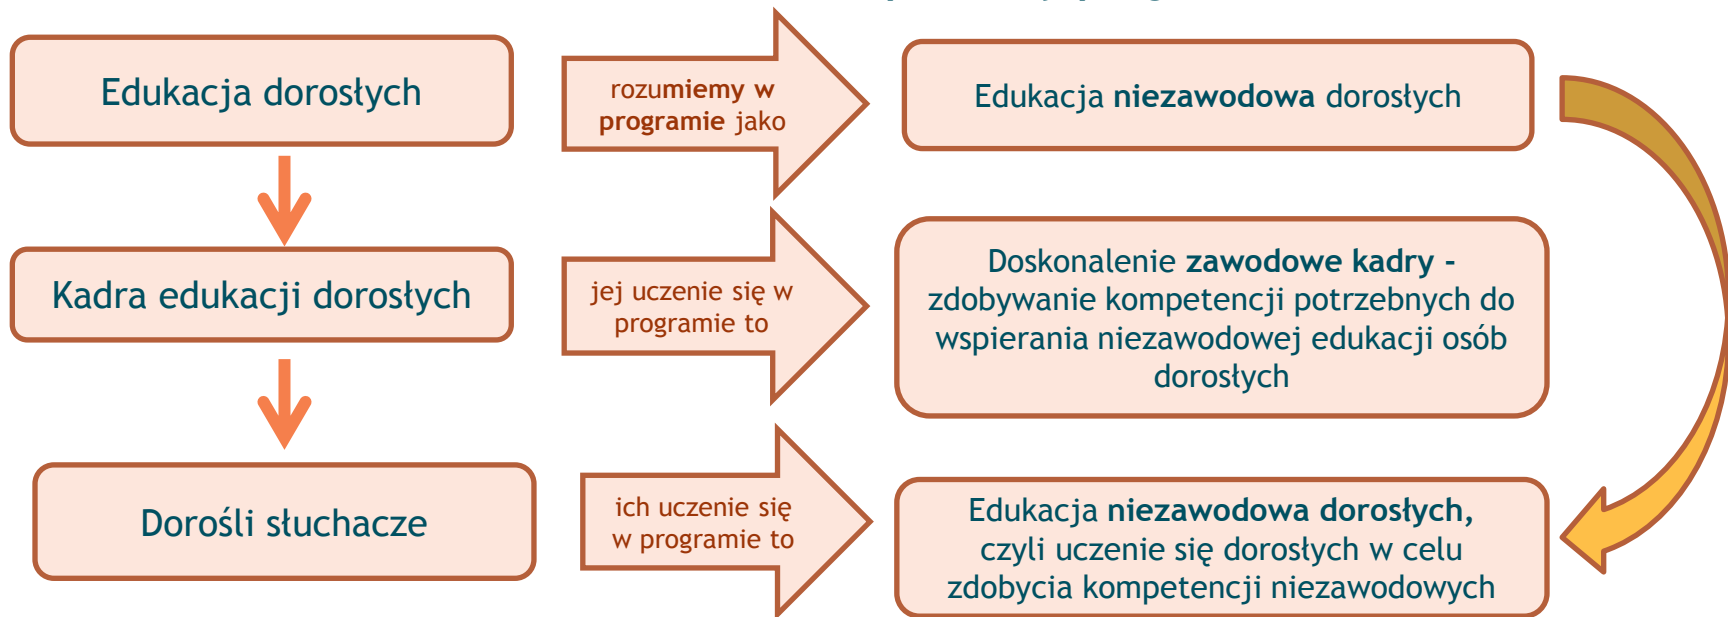 Edukacja dorosłych
rozumiemy w
programie jako
Edukacja niezawodowa dorosłych
Kadra edukacji dorosłych
jej uczenie się w
programie to
Doskonalenie zawodowe kadry -
zdobywanie kompetencji potrzebnych do
wspierania niezawodowej edukacji osób
dorosłych
Dorośli słuchacze
ich uczenie się
w programie to
Edukacja niezawodowa dorosłych,
czyli uczenie się dorosłych w celu
zdobycia kompetencji niezawodowych